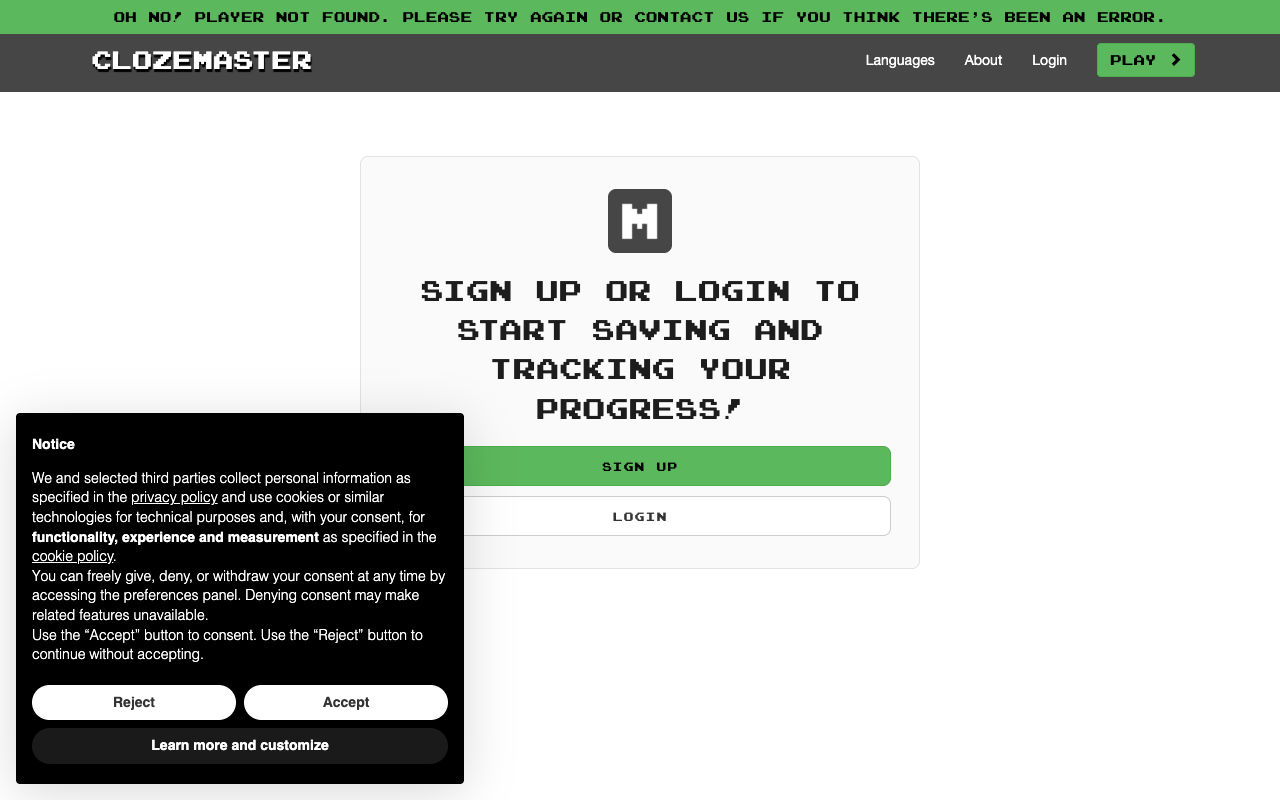 OH NO! PLAYER NOT FOUND. PLEASE TRY AGAIN OR CONTACT US IF YOU THINK THERE'S BEEN AN ERROR.
CLOZEMASTER
Languages
About
Login
PLAY
M
SIGN UP OR LOGIN TO
START SAVING AND
TRACKING YOUR
PROGRESS!
SIGN UP
LOGIN
Notice
We and selected third parties collect personal information as
specified in the privacy policy and use cookies or similar
technologies for technical purposes and, with your consent, for
functionality, experience and measurement as specified in the
cookie policy.
You can freely give, deny, or withdraw your consent at any time by
accessing the preferences panel. Denying consent may make
related features unavailable.
Use the “Accept” button to consent. Use the “Reject” button to
continue without accepting.
Reject
Accept
Learn more and customize